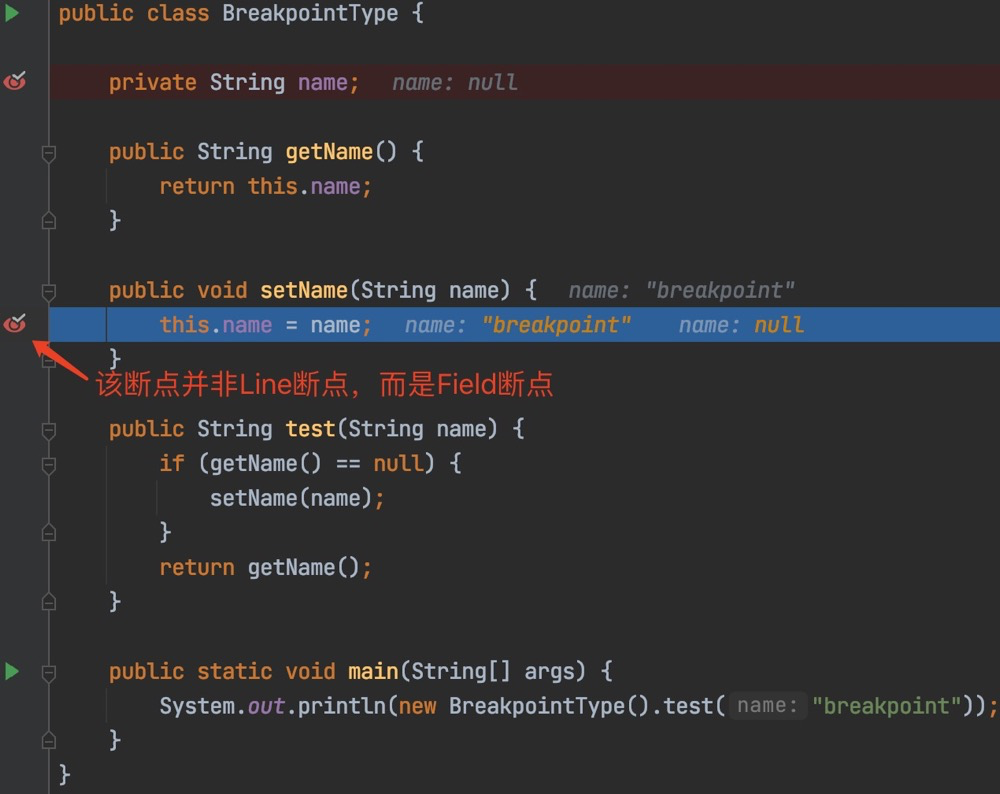 public class BreakpointType {
private String name; name: null
public String getName() {
return this.name;
}
public void setName(String name) { name: "breakpoint"
this.name = name; name: "breakpoint" name: null
}
该断点并非Line断点，而是Field断点
public String test(String name) {
if (getName() == null) {
setName(name);
}
return getName();
}
public static void main(String[] args) {
System.out.println(new BreakpointType().test( name: "breakpoint"));
}
}